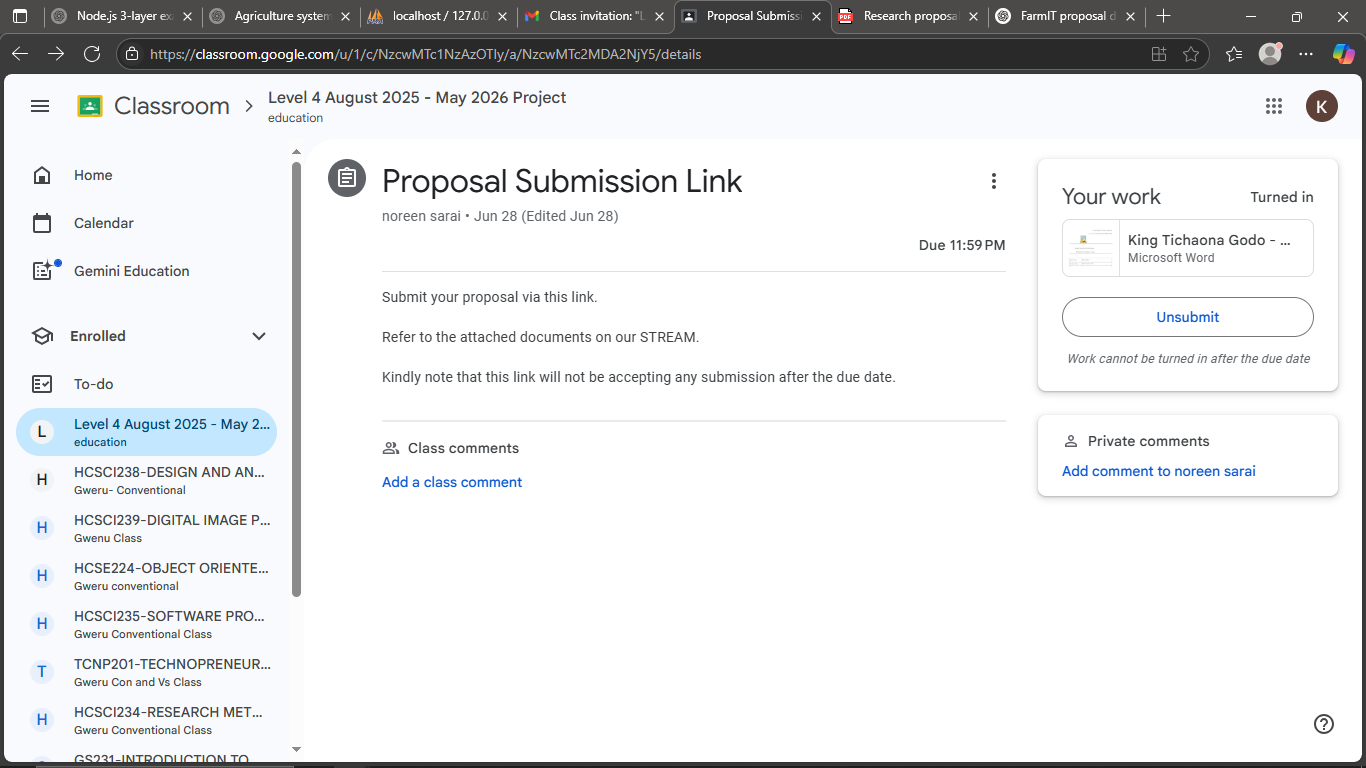 Node.js 3-layer ex
Agriculture system
localhost / 127.0.0
Class invitation: "L
Proposal Submissi
Research proposa
FarmIT proposal d
https://classroom.google.com/u/1/c/NzcwMTc1NzAzOTIy/a/NzcwMTc2MDA2NjY5/details
Classroom
Level 4 August 2025 - May 2026 Project
education
K
Home
Calendar
Gemini Education
Enrolled
To-do
L
Level 4 August 2025 - May 2...
education
H
HCSCI238-DESIGN AND AN...
Gweru- Conventional
H
HCSCI239-DIGITAL IMAGE P...
Gwenu Class
H
HCSE224-OBJECT ORIENTE...
Gweru conventional
H
HCSCI235-SOFTWARE PRO...
Gweru Conventional Class
T
TCNP201-TECHNOPRENEUR...
Gweru Con and Vs Class
H
HCSCI234-RESEARCH MET...
Gweru Conventional Class
GS231-INTRODUCTION TO
Proposal Submission Link
noreen sarai • Jun 28 (Edited Jun 28)
Due 11:59 PM
Submit your proposal via this link.
Refer to the attached documents on our STREAM.
Kindly note that this link will not be accepting any submission after the due date.
Class comments
Add a class comment
Your work
Turned in
King Tichaona Godo - ...
Microsoft Word
Unsubmit
Work cannot be turned in after the due date
Private comments
Add comment to noreen sarai